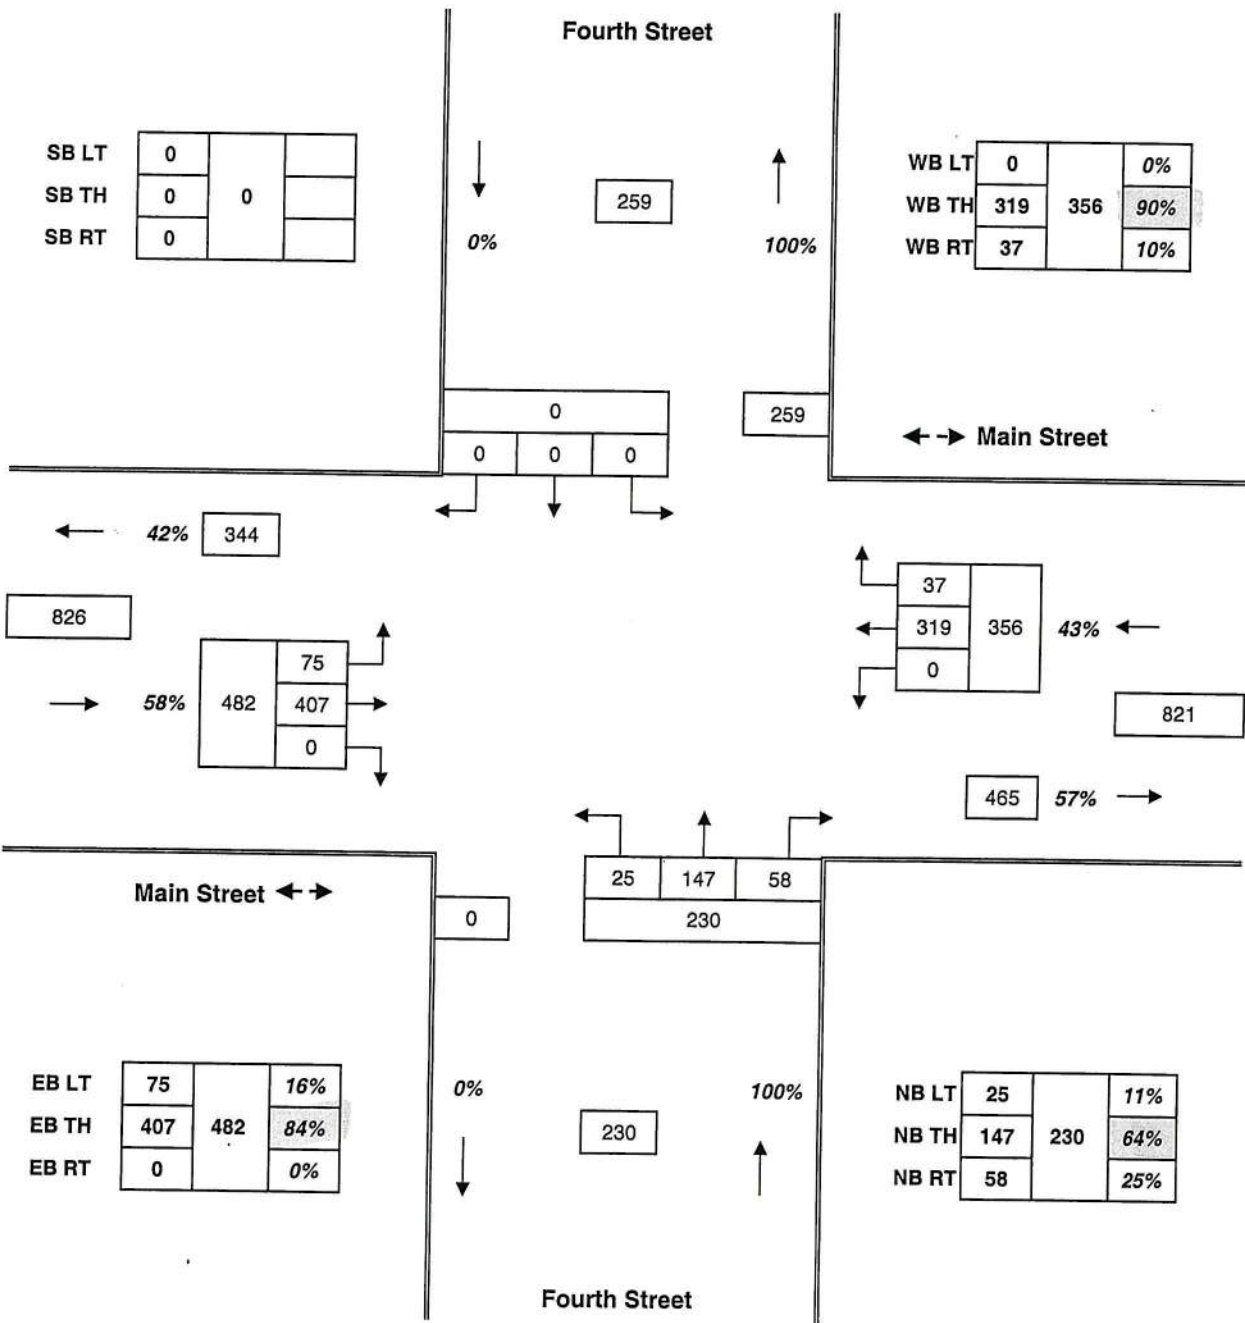 Fourth Street
SB LT 0
SB TH 0 0
SB RT 0
259
0% 100%
WB LT 0 0%
WB TH 319 356 90%
WB RT 37 10%
0
0 0 0
259
Main Street
42% 344
826
75
58% 482 407
0
37
319 356 43%
0
821
465 57%
Main Street
0
25 147 58
230
EB LT 75 16%
EB TH 407 482 84%
EB RT 0 0%
0% 100%
230
NB LT 25 11%
NB TH 147 230 64%
NB RT 58 25%
Fourth Street